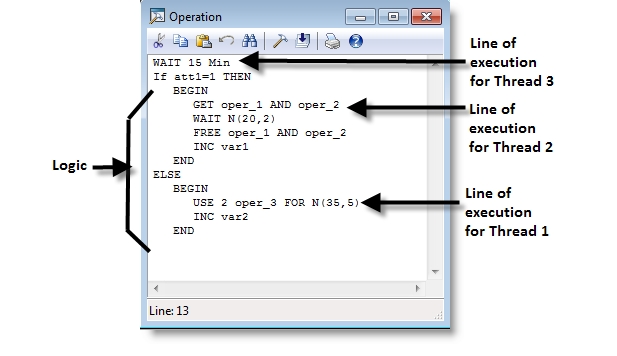 Operation
WAIT 15 Min
If att1=1 THEN
BEGIN
GET oper_1 AND oper_2
WAIT N(20,2)
FREE oper_1 AND oper_2
INC var1
END
ELSE
BEGIN
USE 2 oper_3 FOR N(35,5)
INC var2
END
Line: 13
Logic
Line of
execution
for Thread 3
Line of
execution
for Thread 2
Line of
execution
for Thread 1